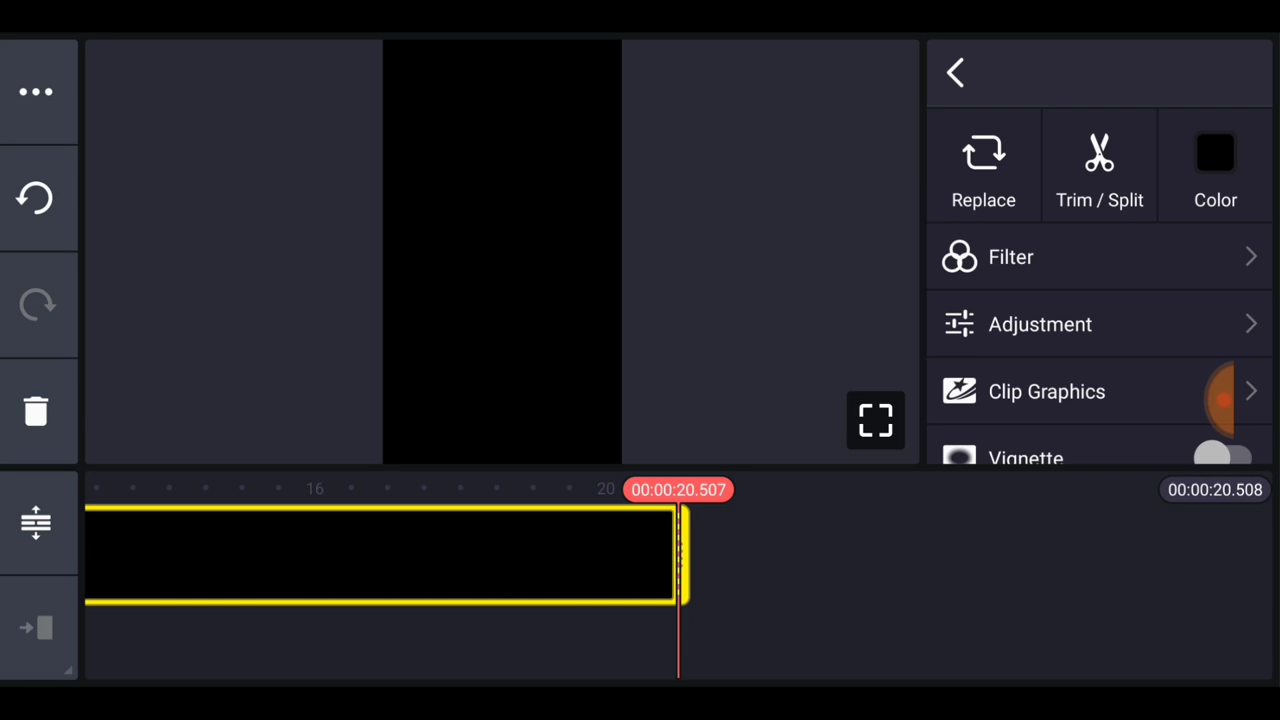 Replace
Trim / Split
Color
Filter
Adjustment
Clip Graphics
Vignette
16
20
00:00:20.507
00:00:20.508